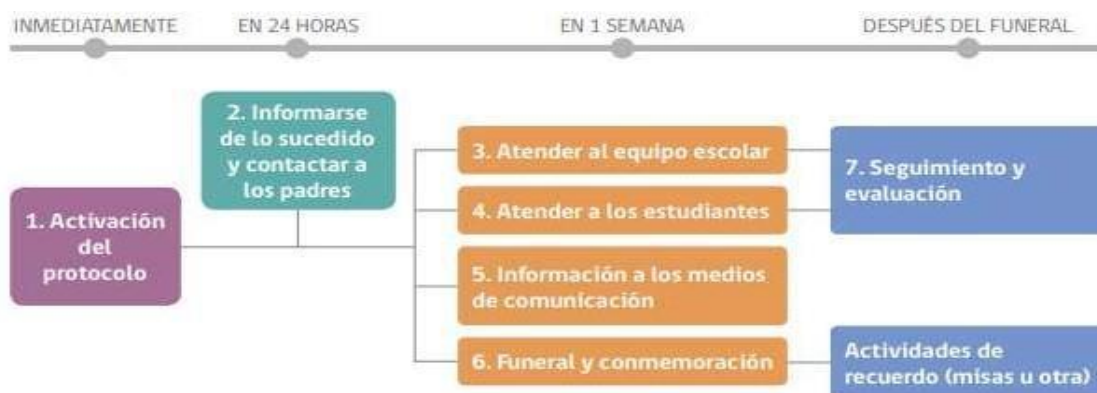 INMEDIATAMENTE
EN 24 HORAS
EN 1 SEMANA
DESPUÉS DEL FUNERAL
1. Activación
del
protocolo
2. Informarse
de lo sucedido
y contactar a
los padres
3. Atender al equipo escolar
4. Atender a los estudiantes
5. Información a los medios
de comunicación
6. Funeral y conmemoración
7. Seguimiento y
evaluación
Actividades de
recuerdo (misas u otra)